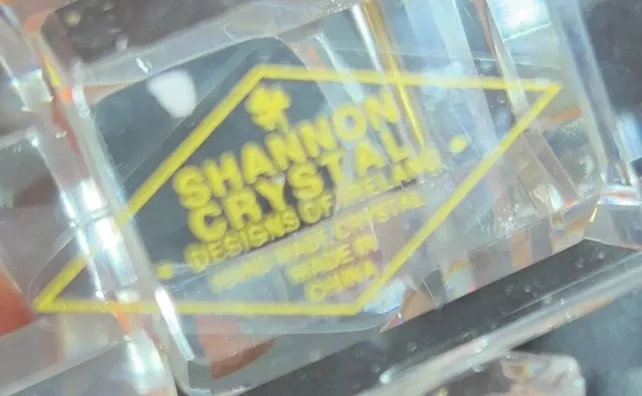 SHANNON
CRYSTAL
DESIGNS OF IRELAND
HAND MADE CRYSTAL
MADE IN
CHINA